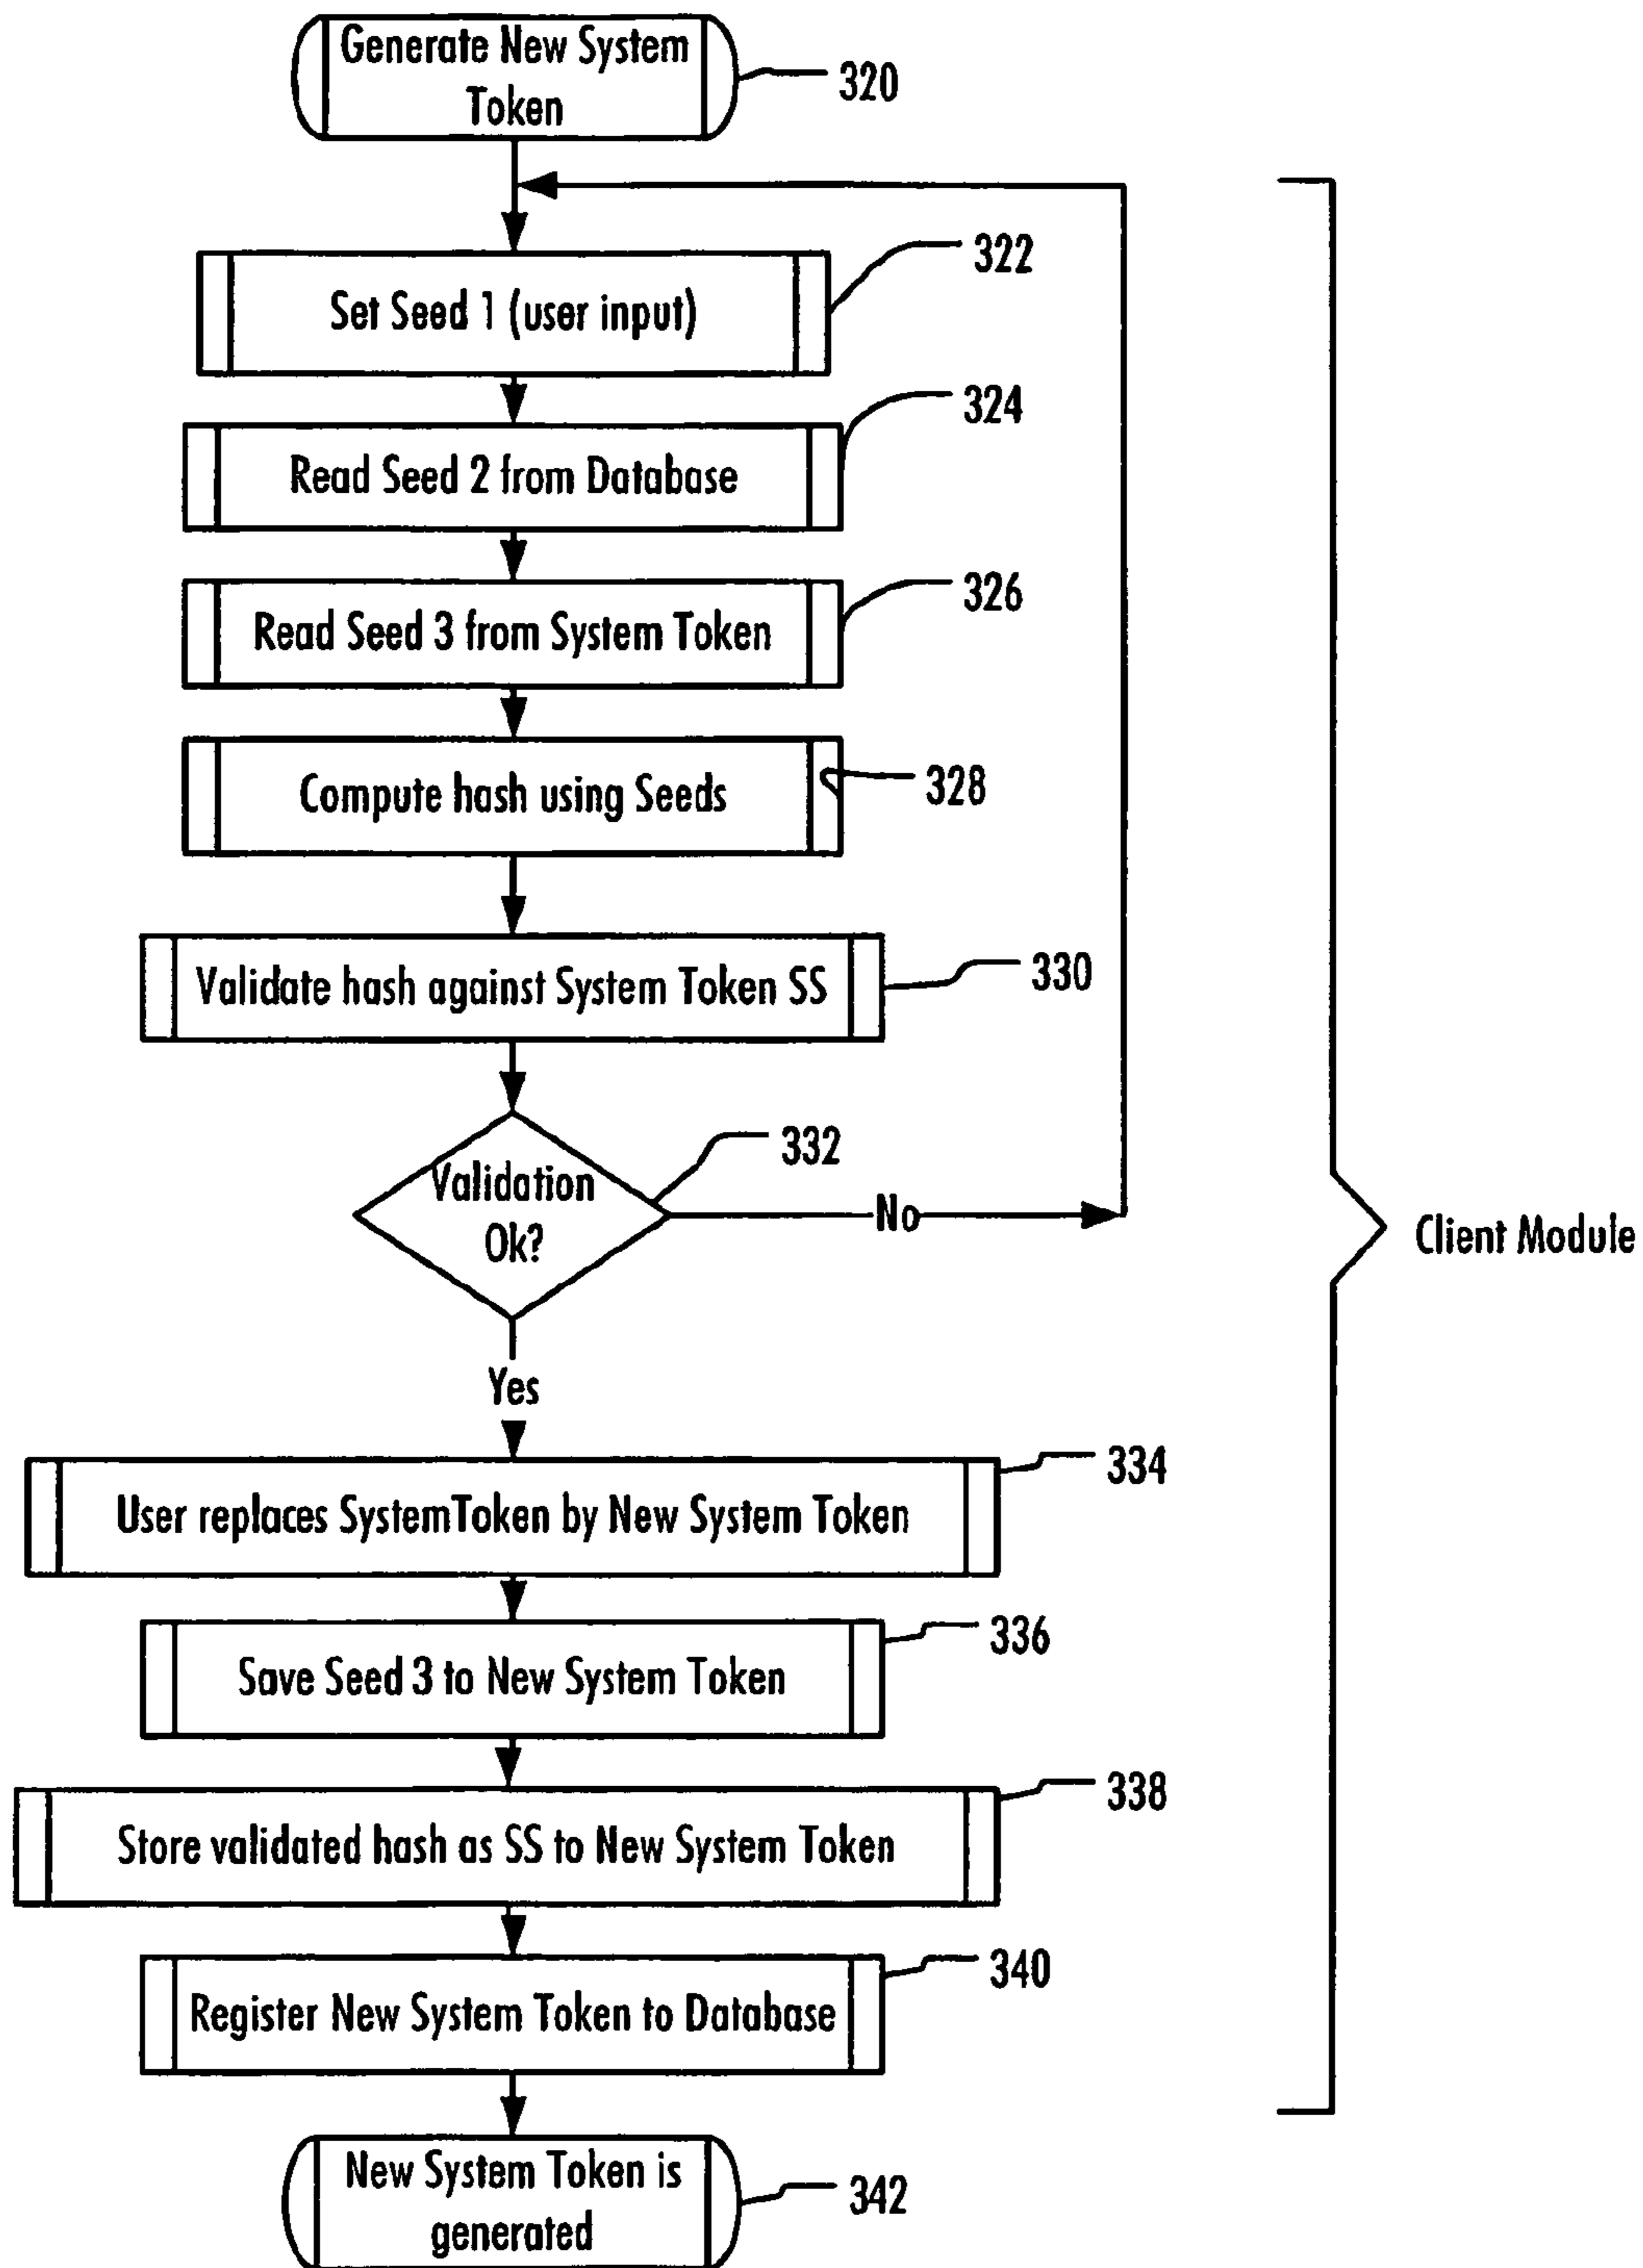 Generate New System
Token
320
322
Set Seed 1 (user input)
324
Read Seed 2 from Database
326
Read Seed 3 from System Token
328
Compute hash using Seeds
330
Validate hash against System Token SS
332
Validation
Ok?
No
Client Module
Yes
334
User replaces SystemToken by New System Token
336
Save Seed 3 to New System Token
338
Store validated hash as SS to New System Token
340
Register New System Token to Database
New System Token is
generated
342